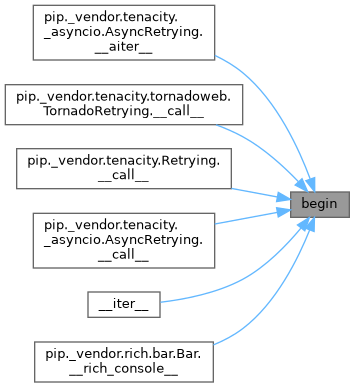 pip._vendor.tenacity.
_asyncio.AsyncRetrying.
__aiter__
pip._vendor.tenacity.tornadoweb.
TornadoRetrying.__call__
pip._vendor.tenacity.Retrying.
__call__
begin
pip._vendor.tenacity.
_asyncio.AsyncRetrying.
__call__
__iter__
pip._vendor.rich.bar.Bar.
__rich_console__